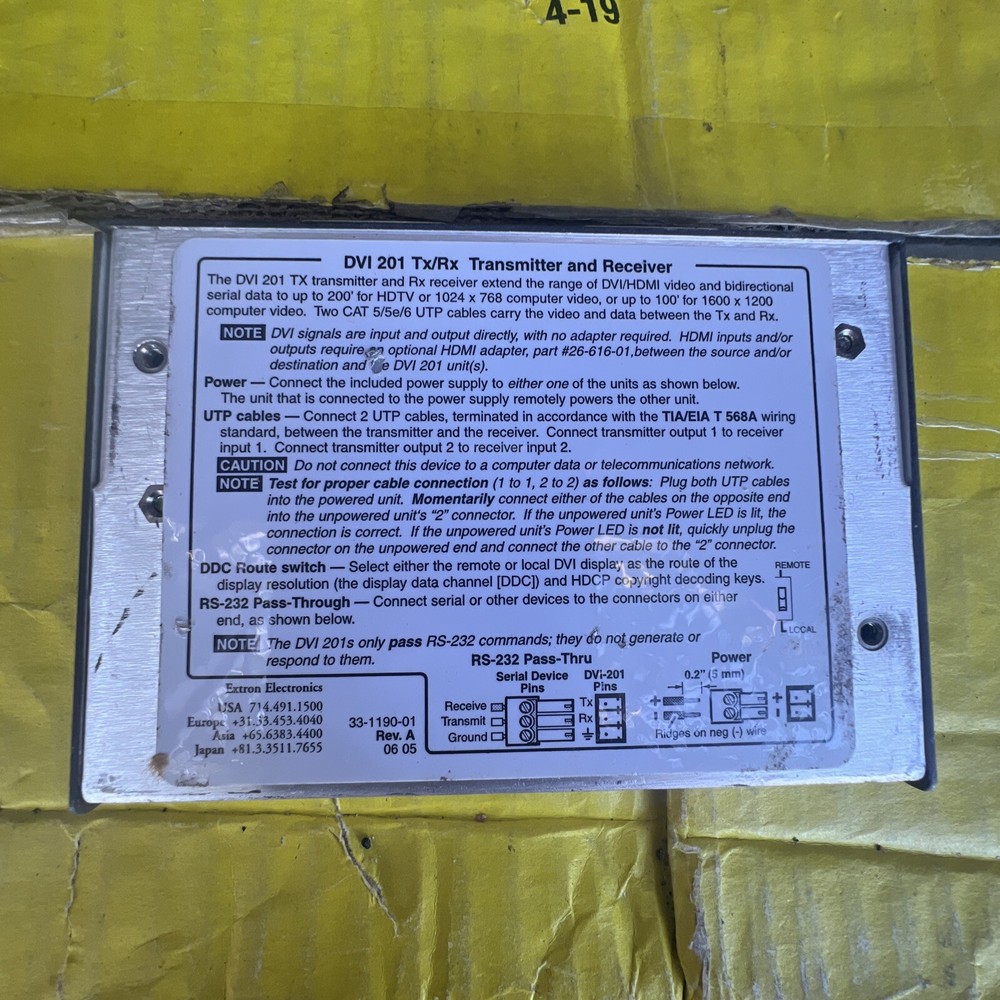 4-19
DVI 201 Tx/Rx Transmitter and Receiver
The DVI 201 TX transmitter and Rx receiver extend the range of DVI/HDMI video and bidirectional
serial data to up to 200' for HDTV or 1024 x 768 computer video, or up to 100' for 1600 x 1200
computer video. Two CAT 5/5e/6 UTP cables carry the video and data between the Tx and Rx.
NOTE DVI signals are input and output directly, with no adapter required. HDMI inputs and/or
outputs require optional HDMI adapter, part #26-616-01, between the source and/or
destination and DVI 201 unit(s).
Power — Connect the included power supply to either one of the units as shown below.
The unit that is connected to the power supply remotely powers the other unit.
UTP cables — Connect 2 UTP cables, terminated in accordance with the TIA/EIA T 568A wiring
standard, between the transmitter and the receiver. Connect transmitter output 1 to receiver
input 1. Connect transmitter output 2 to receiver input 2.
CAUTION Do not connect this device to a computer data or telecommunications network.
NOTE Test for proper cable connection (1 to 1, 2 to 2) as follows: Plug both UTP cables
into the powered unit. Momentarily connect either of the cables on the opposite end
into the unpowered unit's "2" connector. If the unpowered unit's Power LED is lit, the
connection is correct. If the unpowered unit's Power LED is not lit, quickly unplug the
connector on the unpowered end and connect the other cable to the "2" connector.
DDC Route switch — Select either the remote or local DVI display as the route of the
display resolution (the display data channel [DDC]) and HDCP copyright decoding keys.
REMOTE
LOCAL
RS-232 Pass-Through — Connect serial or other devices to the connectors on either
end, as shown below.
NOTE The DVI 201s only pass RS-232 commands; they do not generate or
respond to them.
RS-232 Pass-Thru
Serial Device
Pins
DVI-201
Pins
Receive
Transmit
Ground
Tx
Rx
Power
0.2" (5 mm)
+
-
+
-
Ridges on neg (-) wire
Extron Electronics
USA 714.491.1500
Europe +31.33.453.4040
Asia +65.6383.4400
Japan +81.3.3511.7655
33-1190-01
Rev. A
06 05